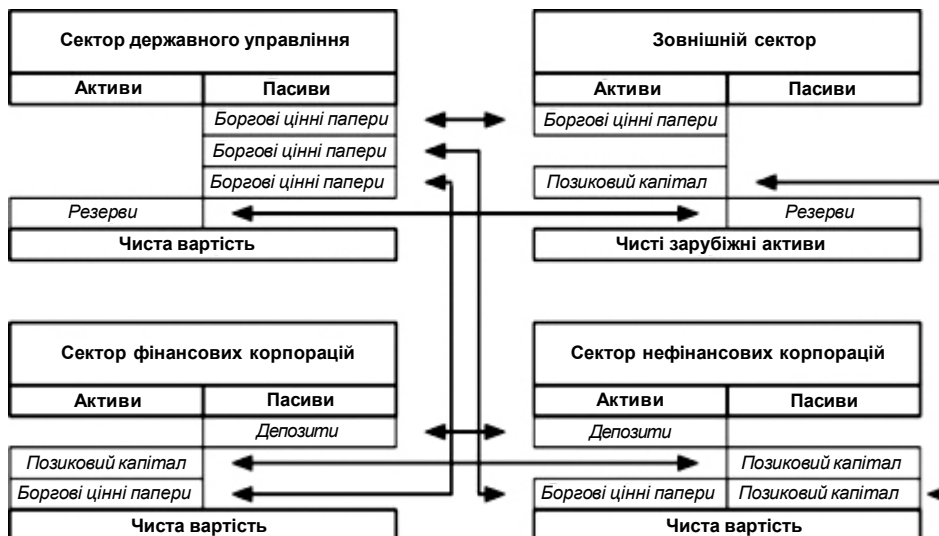 Сектор державного управління
Активи Пасиви
Боргові цінні папери
Боргові цінні папери
Боргові цінні папери
Резерви
Чиста вартість
Зовнішній сектор
Активи Пасиви
Боргові цінні папери
Позиковий капітал
Резерви
Чисті зарубіжні активи
Сектор фінансових корпорацій
Активи Пасиви
Депозити
Позиковий капітал
Боргові цінні папери
Чиста вартість
Сектор нефінансових корпорацій
Активи Пасиви
Депозити
Позиковий капітал
Боргові цінні папери Позиковий капітал
Чиста вартість